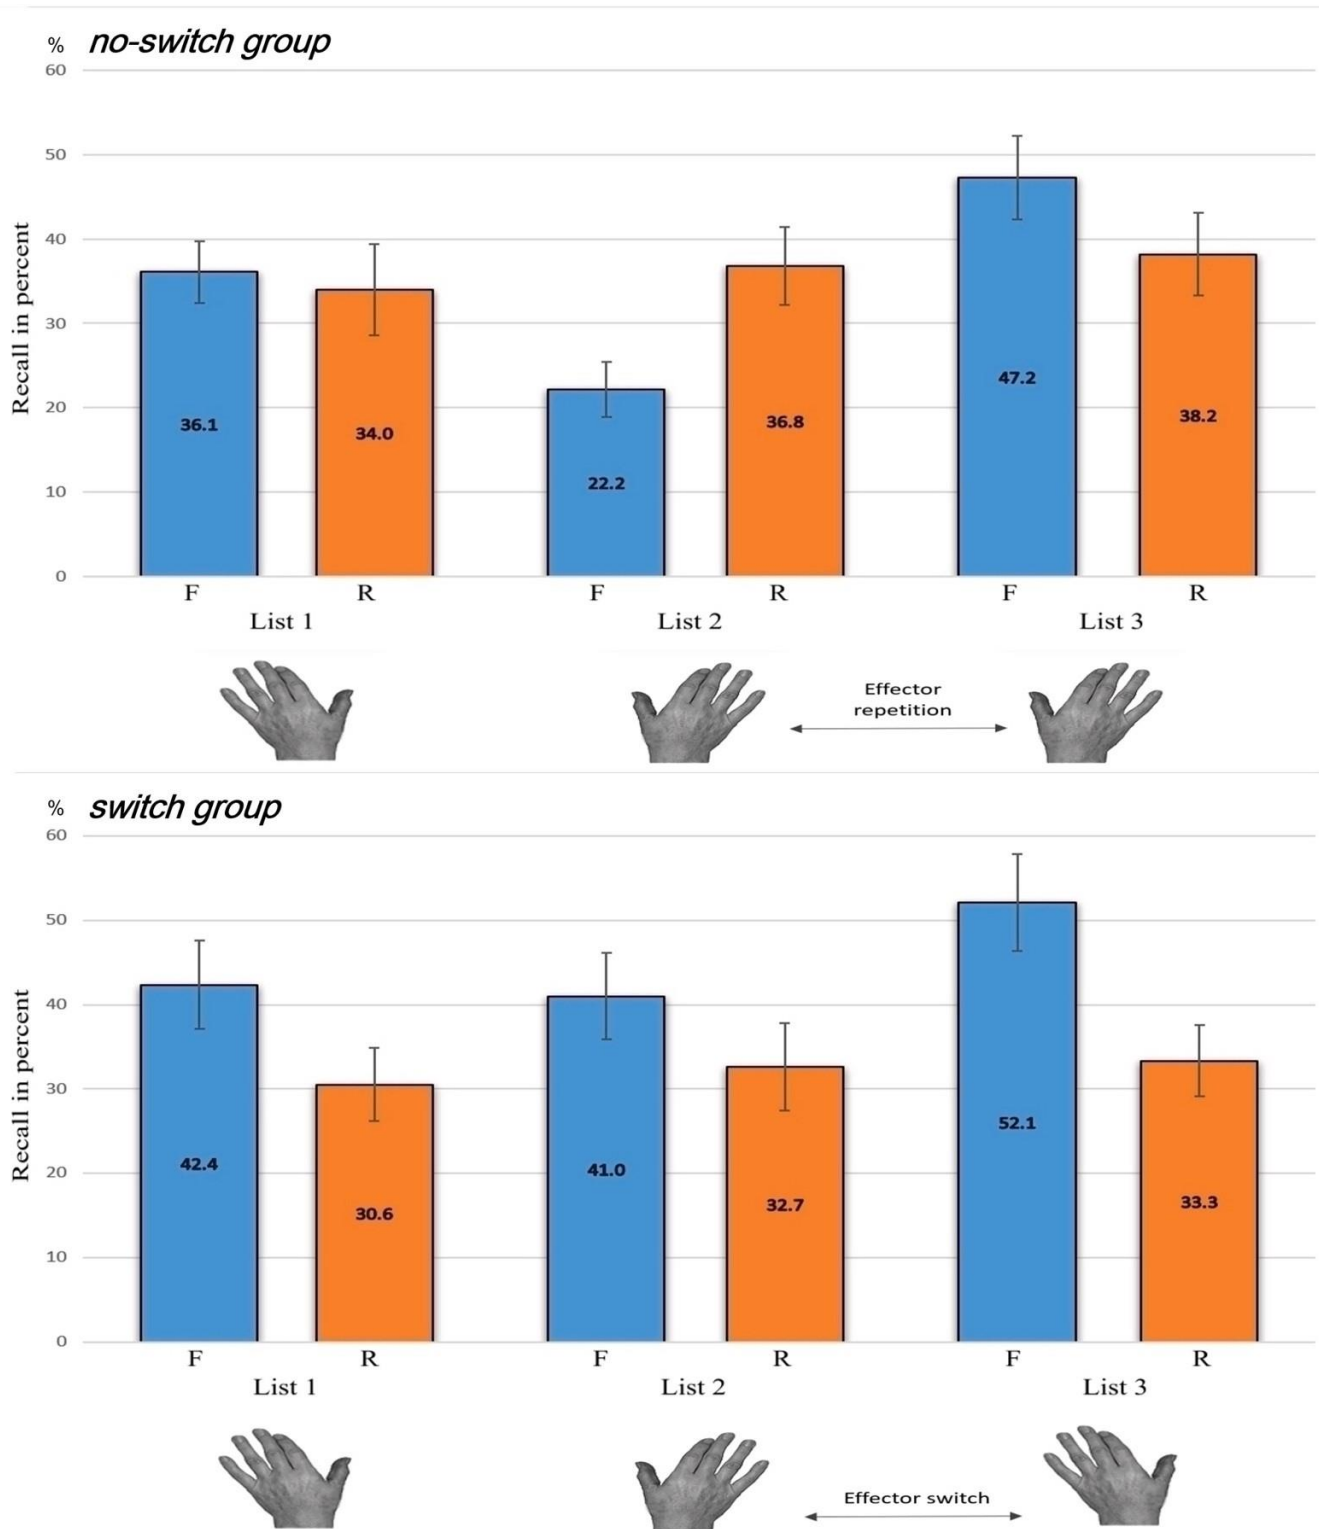 % no-switch group
60
50
40
30
20
10
0
Recall in percent
36.1
34.0
22.2
36.8
47.2
38.2
F R F R F R
List 1 List 2 List 3
Effector
repetition
% switch group
60
50
40
30
20
10
0
Recall in percent
42.4
30.6
41.0
32.7
52.1
33.3
F R F R F R
List 1 List 2 List 3
Effector switch